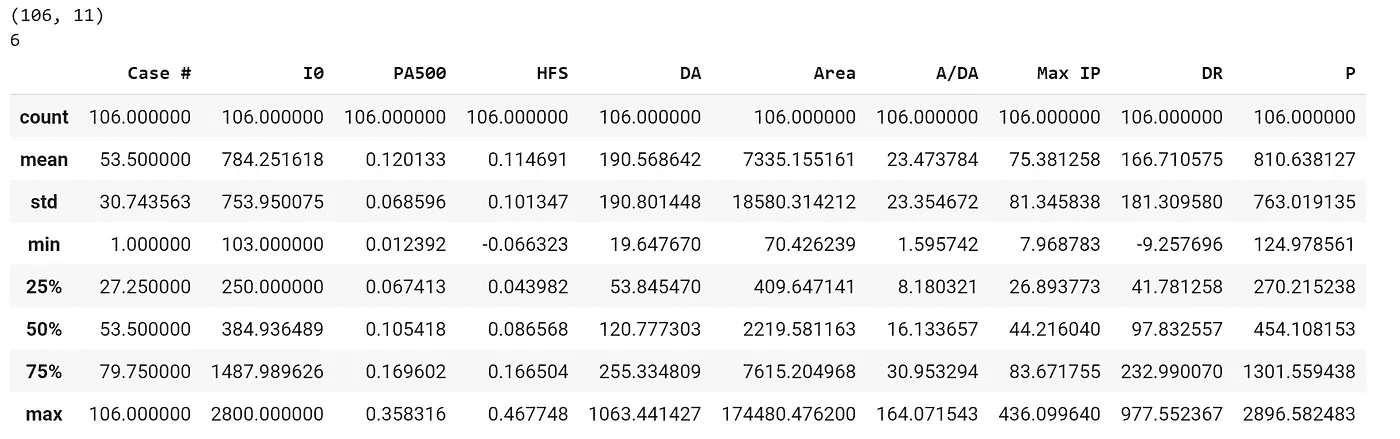 (106, 11)
6
Case # I0 PA500 HFS DA Area A/DA Max IP DR P
count 106.000000 106.000000 106.000000 106.000000 106.000000 106.000000 106.000000 106.000000 106.000000 106.000000
mean 53.500000 784.251618 0.120133 0.114691 190.568642 7335.155161 23.473784 75.381258 166.710575 810.638127
std 30.743563 753.950075 0.068596 0.101347 190.801448 18580.314212 23.354672 81.345838 181.309580 763.019135
min 1.000000 103.000000 0.012392 -0.066323 19.647670 70.426239 1.595742 7.968783 -9.257696 124.978561
25% 27.250000 250.000000 0.067413 0.043982 53.845470 409.647141 8.180321 26.893773 41.781258 270.215238
50% 53.500000 384.936489 0.105418 0.086568 120.777303 2219.581163 16.133657 44.216040 97.832557 454.108153
75% 79.750000 1487.989626 0.169602 0.166504 255.334809 7615.204968 30.953294 83.671755 232.990070 1301.559438
max 106.000000 2800.000000 0.358316 0.467748 1063.441427 174480.476200 164.071543 436.099640 977.552367 2896.582483